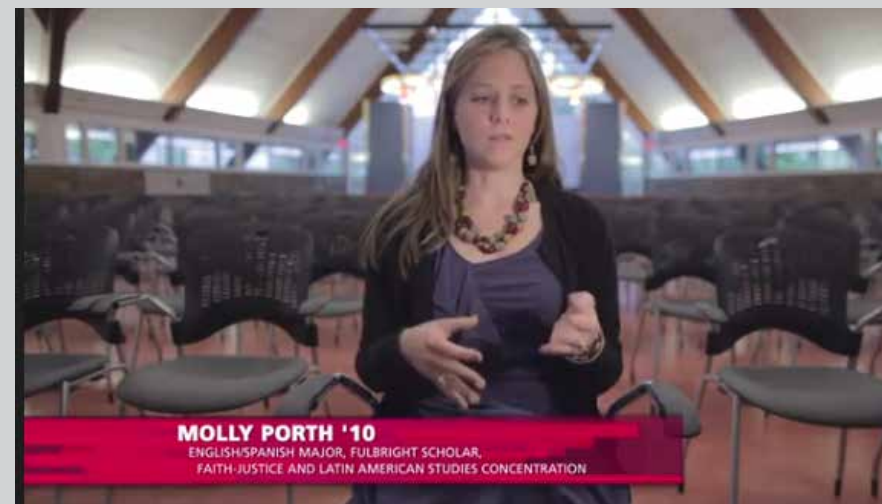 MOLLY PORTH '10
ENGLISH/SPANISH MAJOR, FULBRIGHT SCHOLAR,
FAITH-JUSTICE AND LATIN AMERICAN STUDIES CONCENTRATION